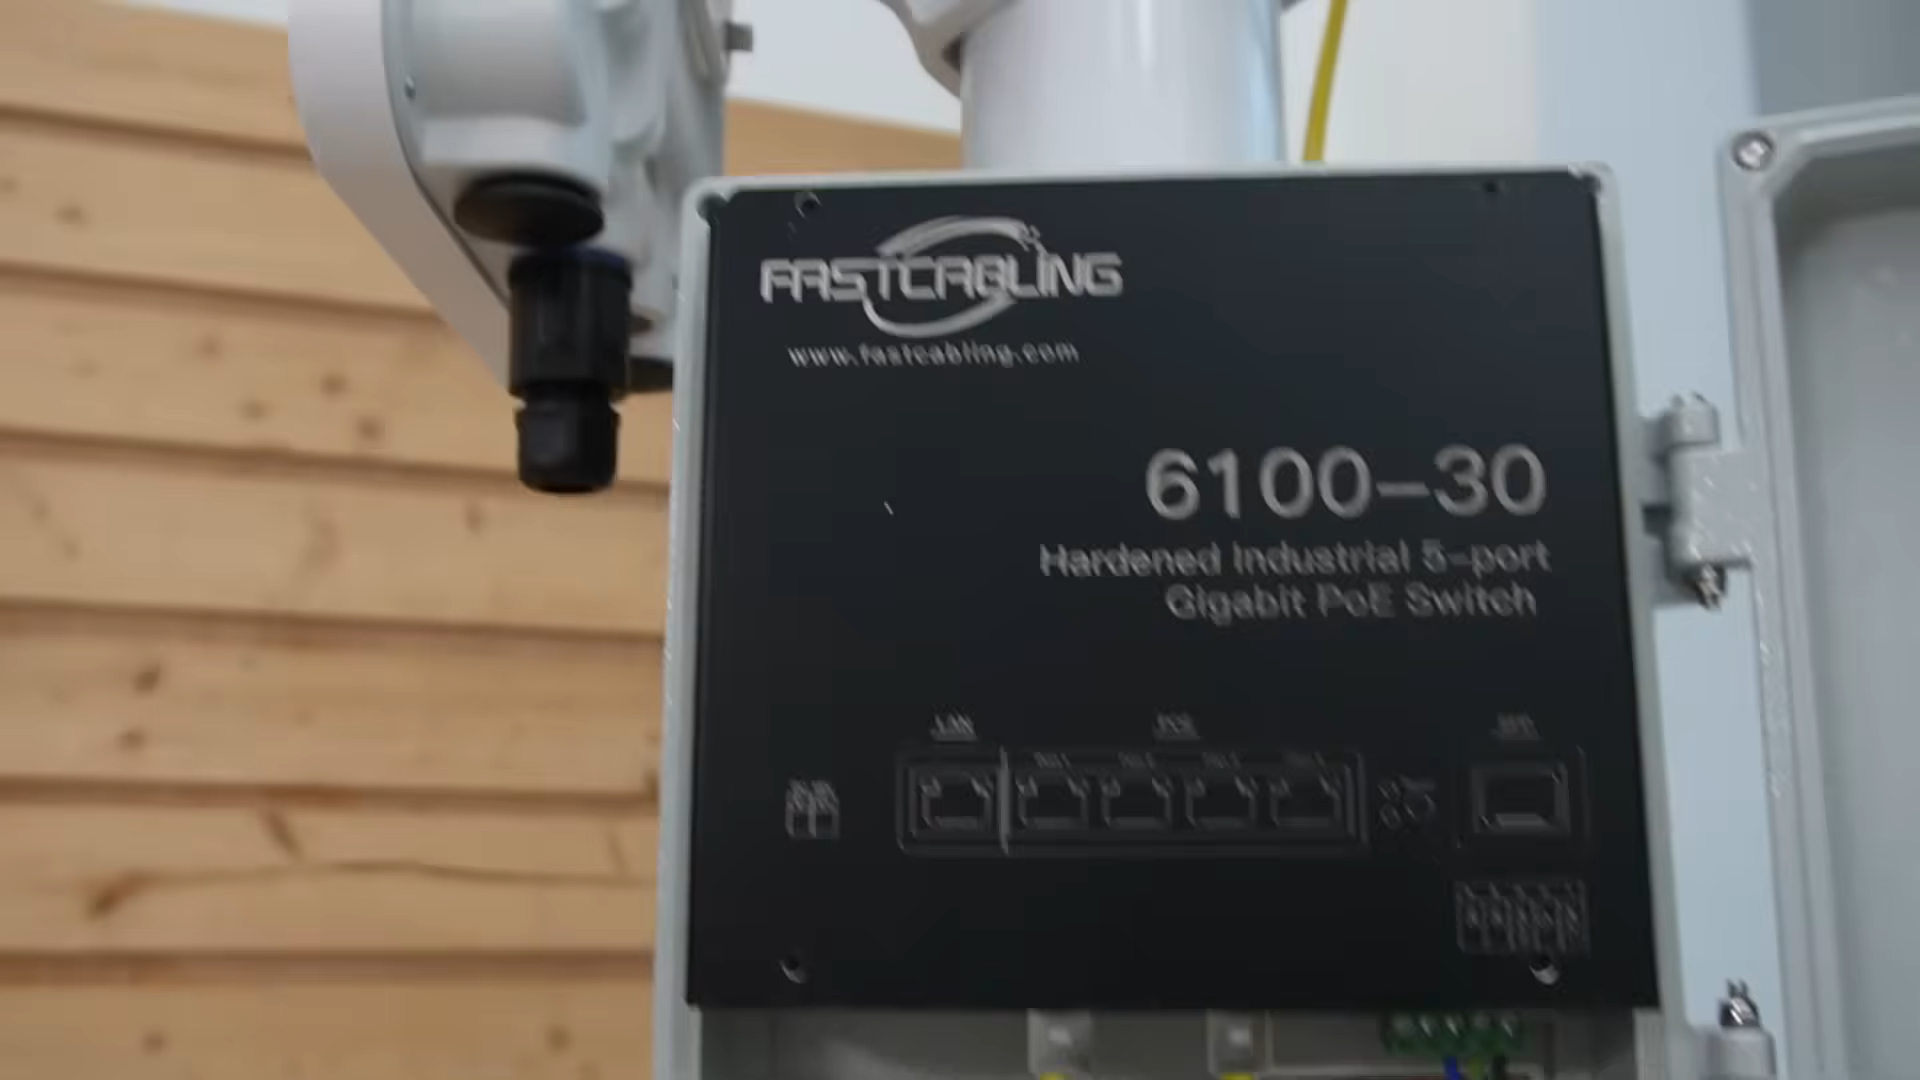 FASTCABLING
www.fastcabling.com
6100-30
Hardened Industrial 5-port
Gigabit PoE Switch
LAN
POE